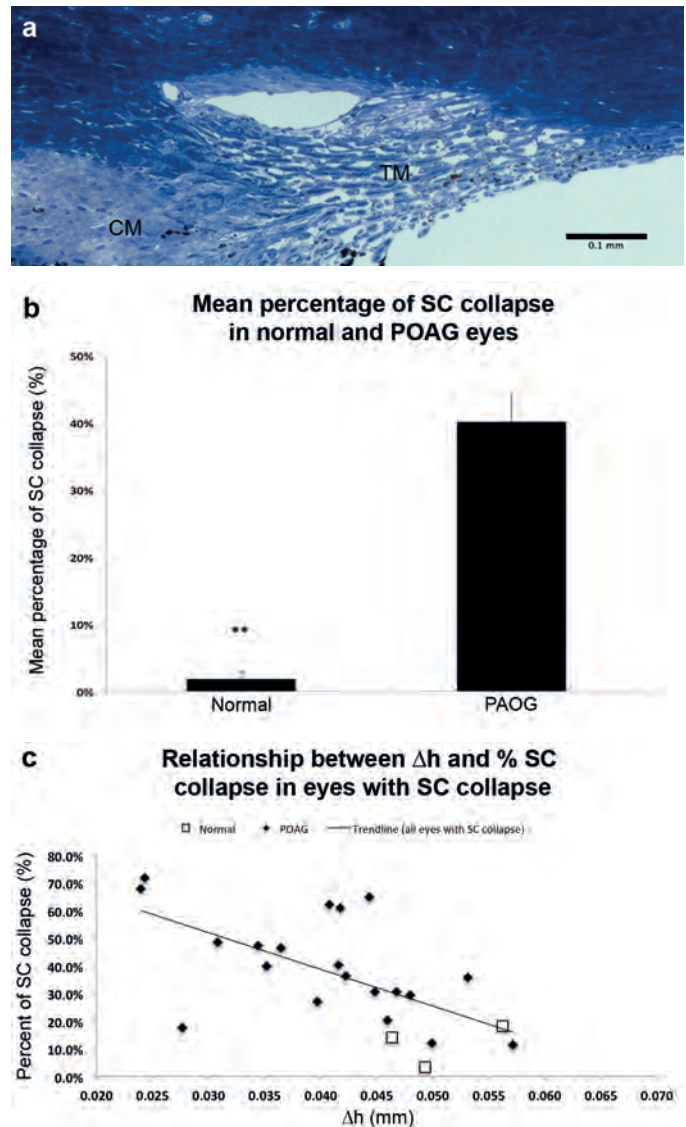 a
TM
CM
0.1 mm
b
Mean percentage of SC collapse
in normal and POAG eyes
Mean percentage of SC collapse (%)
50%
40%
30%
20%
10%
0%
**
Normal
PAOG
c
Relationship between Δh and % SC
collapse in eyes with SC collapse
Normal
POAG
Trendline (all eyes with SC collapse)
Percent of SC collapse (%)
80.0%
70.0%
60.0%
50.0%
40.0%
30.0%
20.0%
10.0%
0.0%
0.020 0.025 0.030 0.035 0.040 0.045 0.050 0.055 0.060 0.065 0.070
Δh (mm)